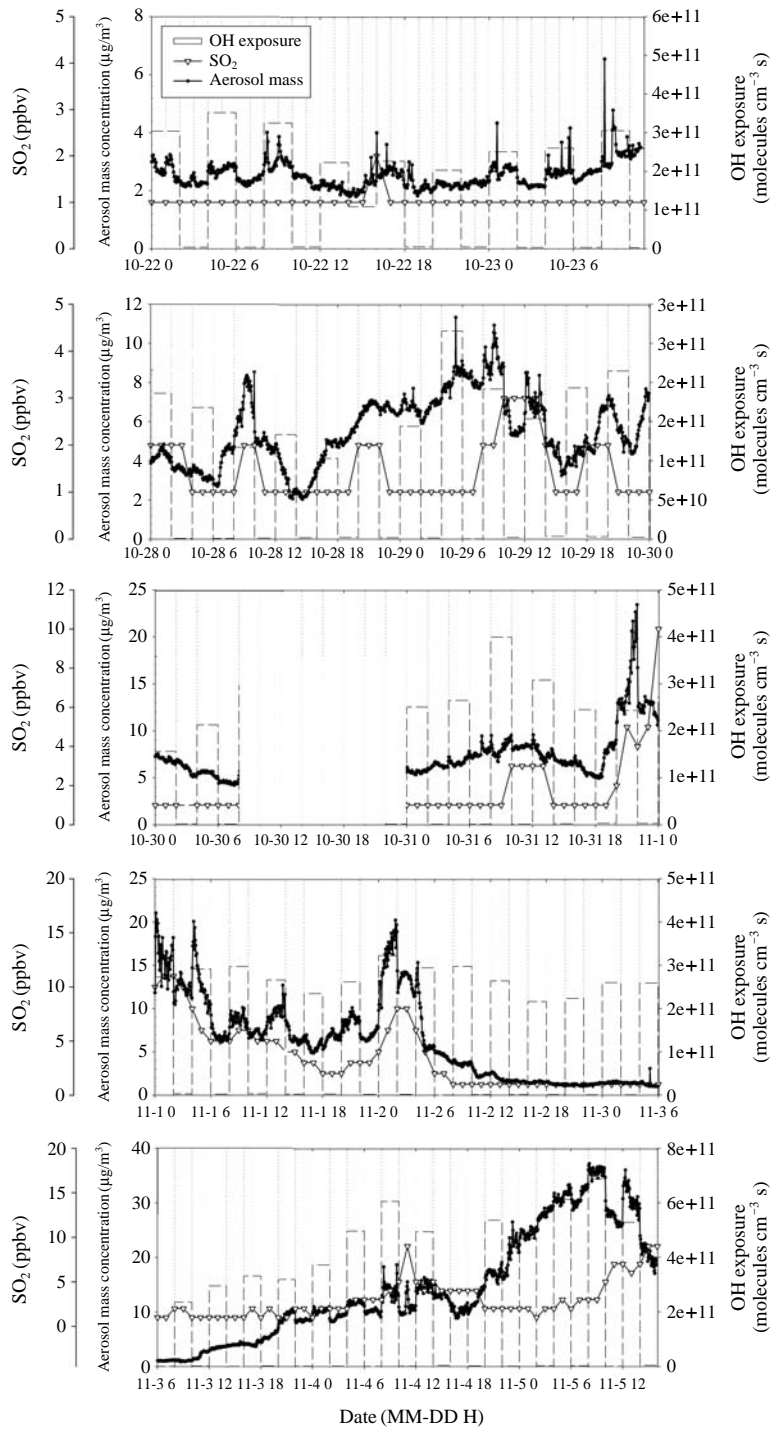 5
4
3
2
1
0
SO2 (ppbv)
8
6
4
2
0
Aerosol mass concentration (μg/m³)
OH exposure
SO2
Aerosol mass
6e+11
5e+11
4e+11
3e+11
2e+11
1e+11
0
OH exposure
(molecules cm⁻³ s)
10-22 0 10-22 6 10-22 12 10-22 18 10-23 0 10-23 6
5
4
3
2
1
0
SO2 (ppbv)
12
10
8
6
4
2
0
Aerosol mass concentration (μg/m³)
3e+11
3e+11
2e+11
2e+11
1e+11
5e+10
0
OH exposure
(molecules cm⁻³ s)
10-28 0 10-28 6 10-28 12 10-28 18 10-29 0 10-29 6 10-29 12 10-29 18 10-30 0
12
10
8
6
4
2
0
SO2 (ppbv)
25
20
15
10
5
0
Aerosol mass concentration (μg/m³)
5e+11
4e+11
3e+11
2e+11
1e+11
0
OH exposure
(molecules cm⁻³ s)
10-30 0 10-30 6 10-30 12 10-30 18 10-31 0 10-31 6 10-31 12 10-31 18 11-1 0
20
15
10
5
0
SO2 (ppbv)
25
20
15
10
5
0
Aerosol mass concentration (μg/m³)
5e+11
4e+11
3e+11
2e+11
1e+11
0
OH exposure
(molecules cm⁻³ s)
11-1 0 11-1 6 11-1 12 11-1 18 11-2 0 11-2 6 11-2 12 11-2 18 11-3 0 11-3 6
20
15
10
5
0
SO2 (ppbv)
40
30
20
10
0
Aerosol mass concentration (μg/m³)
8e+11
6e+11
4e+11
2e+11
0
OH exposure
(molecules cm⁻³ s)
11-3 6 11-3 12 11-3 18 11-4 0 11-4 6 11-4 12 11-4 18 11-5 0 11-5 6 11-5 12
Date (MM-DD H)